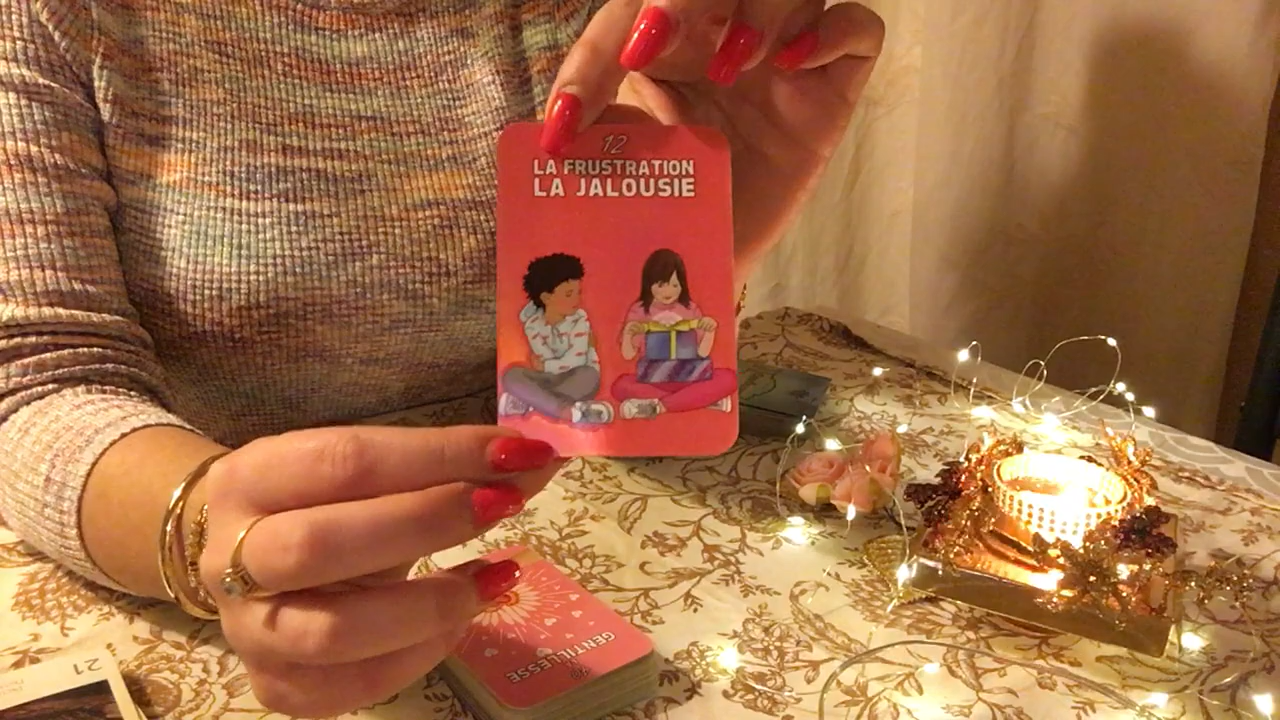 12
LA FRUSTRATION
LA JALOUSIE
GENTILLESSE
21